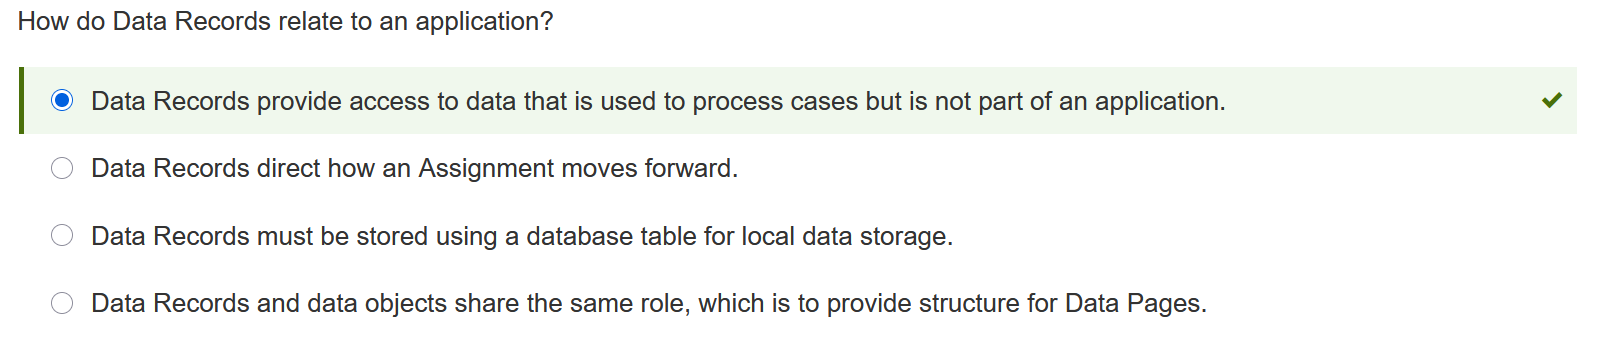 How do Data Records relate to an application?
Data Records provide access to data that is used to process cases but is not part of an application.
Data Records direct how an Assignment moves forward.
Data Records must be stored using a database table for local data storage.
Data Records and data objects share the same role, which is to provide structure for Data Pages.